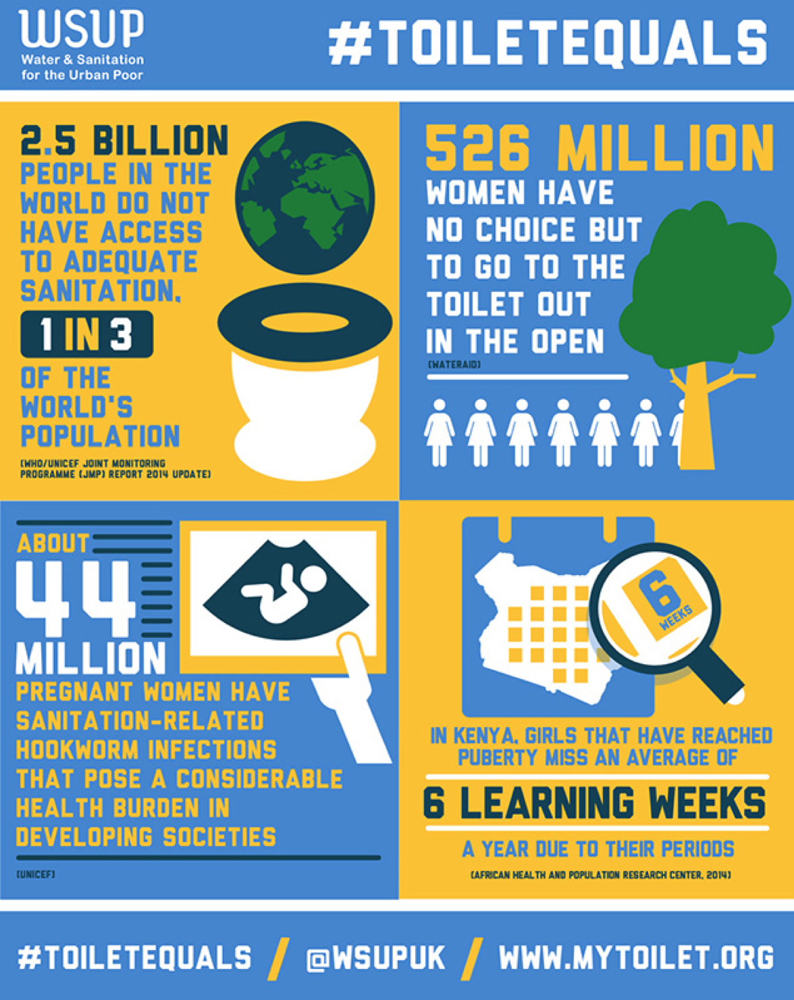 WSUP
Water & Sanitation
for the Urban Poor
#TOILETEQUALS
2.5 BILLION
PEOPLE IN THE
WORLD DO NOT
HAVE ACCESS
TO ADEQUATE
SANITATION,
1 IN 3
OF THE
WORLD'S
POPULATION
(WHO/UNICEF JOINT MONITORING
PROGRAMME (JMP) REPORT 2014 UPDATE)
526 MILLION
WOMEN HAVE
NO CHOICE BUT
TO GO TO THE
TOILET OUT
IN THE OPEN
(WATERAID)
ABOUT
44
MILLION
PREGNANT WOMEN HAVE
SANITATION-RELATED
HOOKWORM INFECTIONS
THAT POSE A CONSIDERABLE
HEALTH BURDEN IN
DEVELOPING SOCIETIES
(UNICEF)
6
WEEKS
IN KENYA, GIRLS THAT HAVE REACHED
PUBERTY MISS AN AVERAGE OF
6 LEARNING WEEKS
A YEAR DUE TO THEIR PERIODS
(AFRICAN HEALTH AND POPULATION RESEARCH CENTER, 2014)
#TOILETEQUALS / @WSUPUK / WWW.MYTOILET.ORG